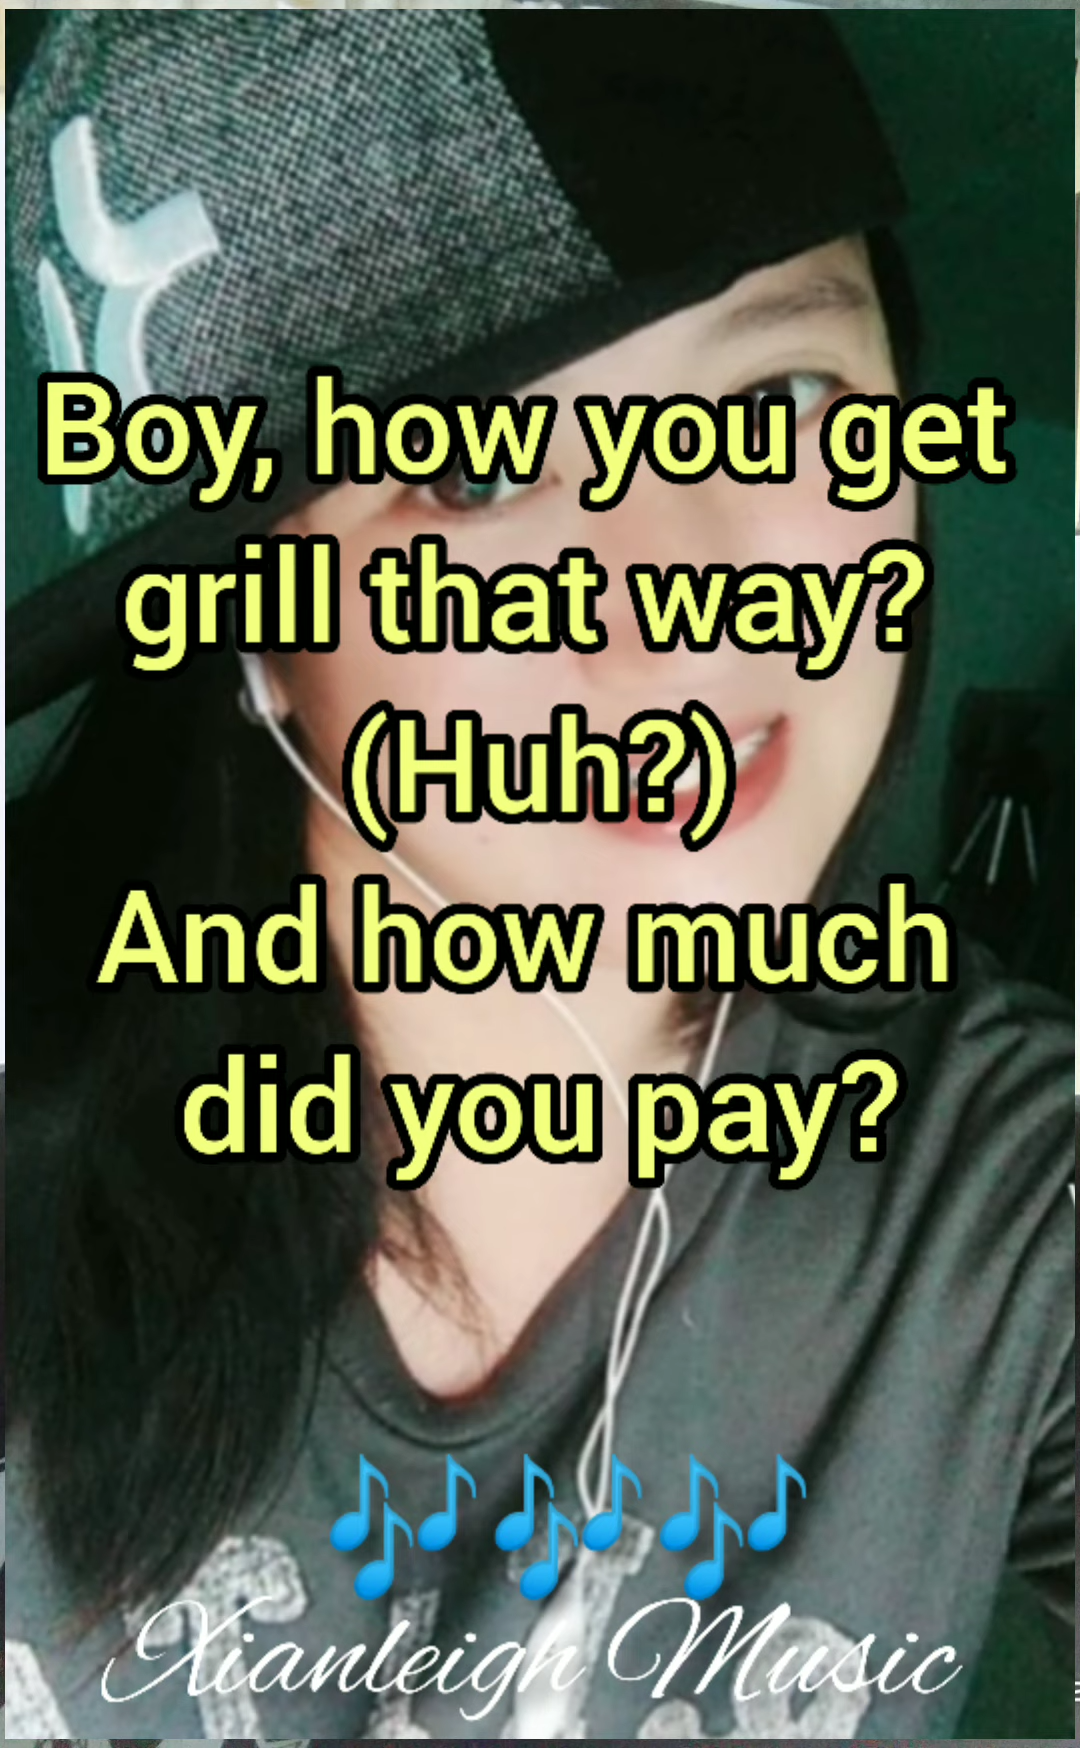 Boy, how you get
grill that way?
(Huh?)
And how much
did you pay?
Xianleigh Music